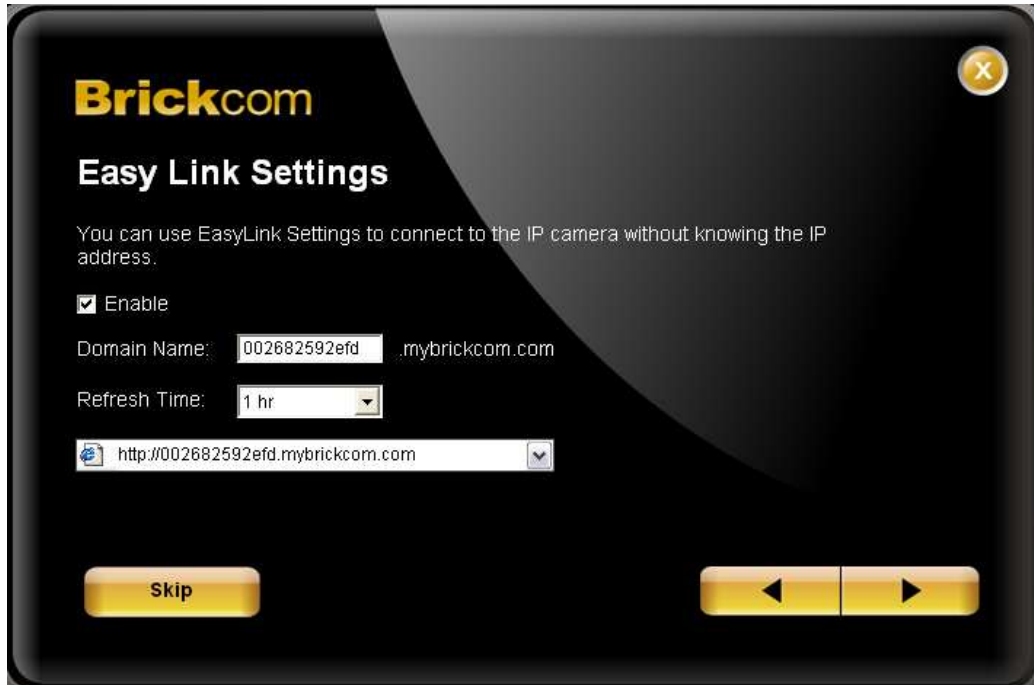 Brickcom
X
Easy Link Settings
You can use EasyLink Settings to connect to the IP camera without knowing the IP
address.
Enable
Domain Name: 002682592efd .mybrickcom.com
Refresh Time: 1 hr
http://002682592efd.mybrickcom.com
Skip